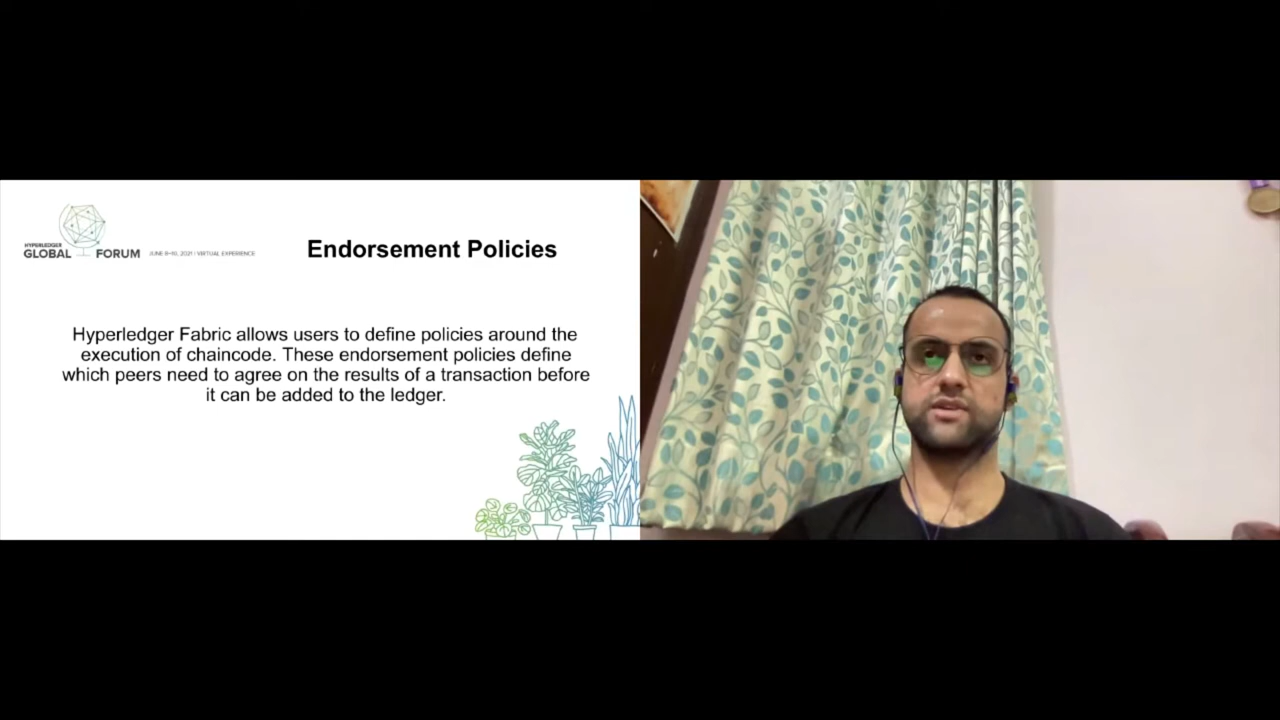 HYPERLEDGER
GLOBAL FORUM JUNE 8-10, 2021 | VIRTUAL EXPERIENCE
Endorsement Policies
Hyperledger Fabric allows users to define policies around the
execution of chaincode. These endorsement policies define
which peers need to agree on the results of a transaction before
it can be added to the ledger.